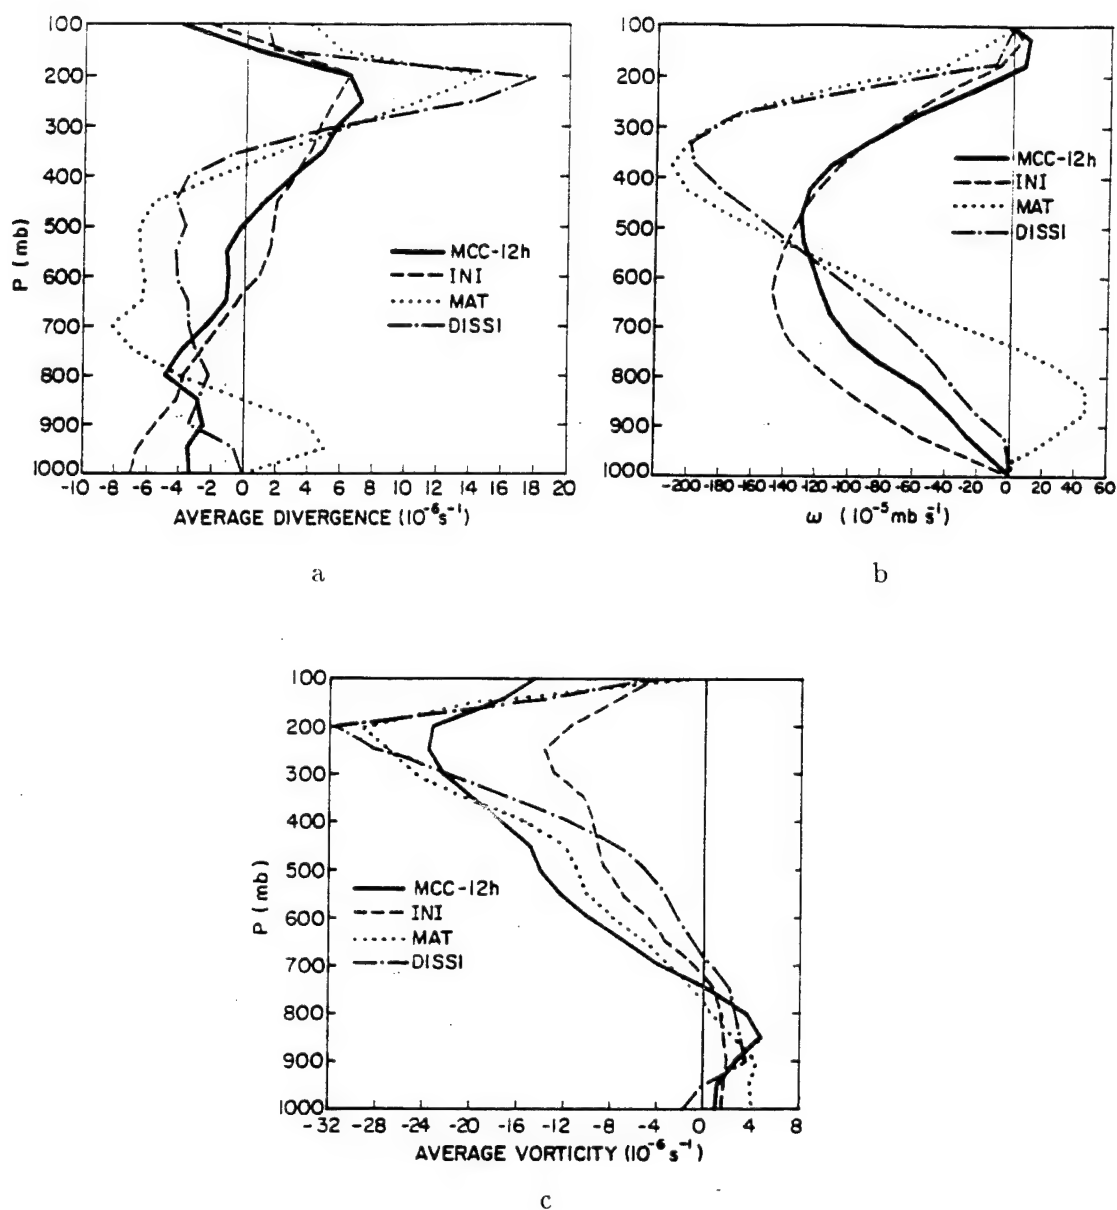 100
200
300
400
500
600
700
800
900
1000
P (mb)
MCC-12h
INI
MAT
DISSI
-10 -8 -6 -4 -2 0 2 4 6 8 10 12 14 16 18 20
AVERAGE DIVERGENCE (10⁻⁶s⁻¹)
a
100
200
300
400
500
600
700
800
900
1000
MCC-12h
INI
MAT
DISSI
-200 -180 -160 -140 -120 -100 -80 -60 -40 -20 0 20 40 60
ω (10⁻⁵mb s⁻¹)
b
100
200
300
400
500
600
700
800
900
1000
P (mb)
MCC-12h
INI
MAT
DISSI
-32 -28 -24 -20 -16 -12 -8 -4 0 4 8
AVERAGE VORTICITY (10⁻⁶s⁻¹)
c